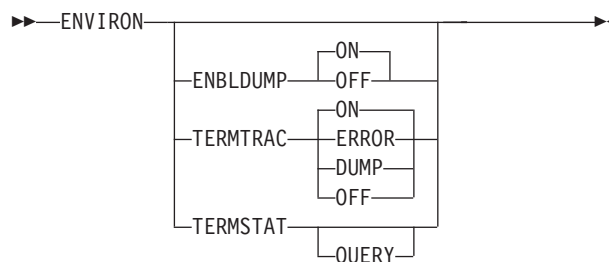 ENVIRON
ON
ENBLDUMP OFF
ON
TERMTRAC ERROR
DUMP
OFF
TERMSTAT
QUERY